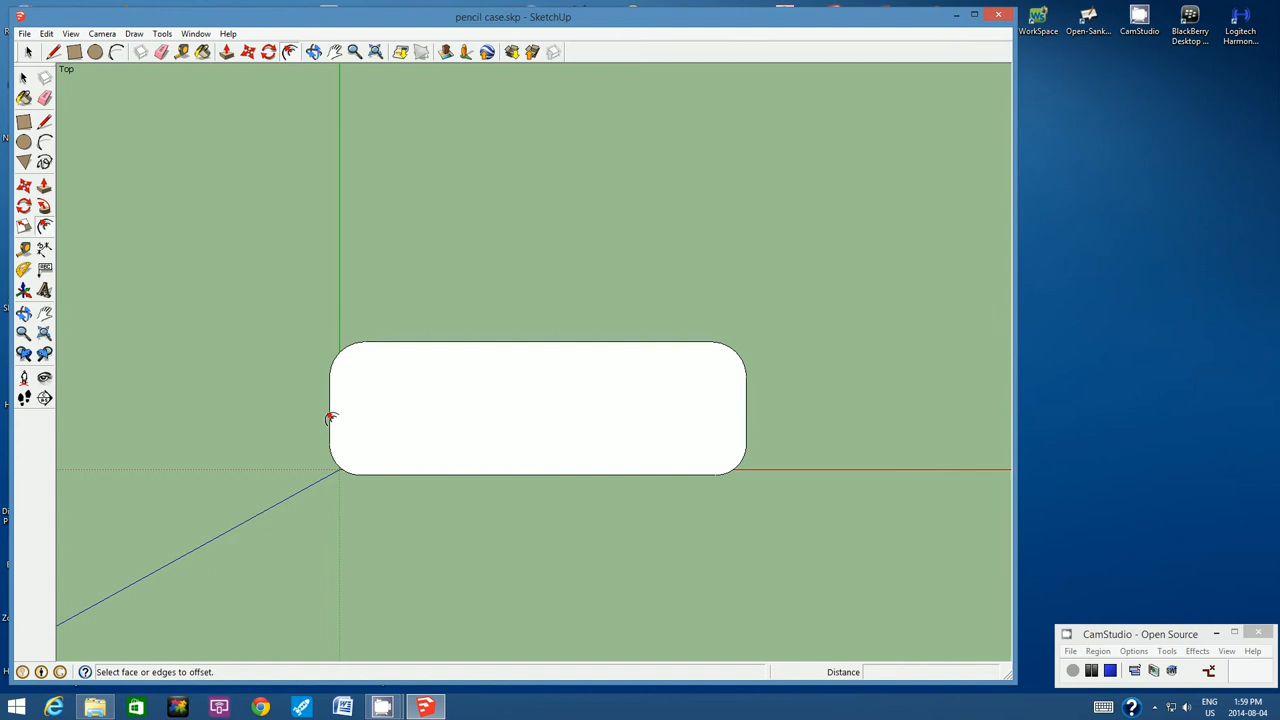 pencil case.skp - SketchUp
File Edit View Camera Draw Tools Window Help
Top
WorkSpace
Open-Sank...
CamStudio
BlackBerry
Desktop ...
Logitech
Harmon...
CamStudio - Open Source
File Region Options Tools Effects View Help
Select face or edges to offset.
Distance
ENG
US
1:59 PM
2014-08-04